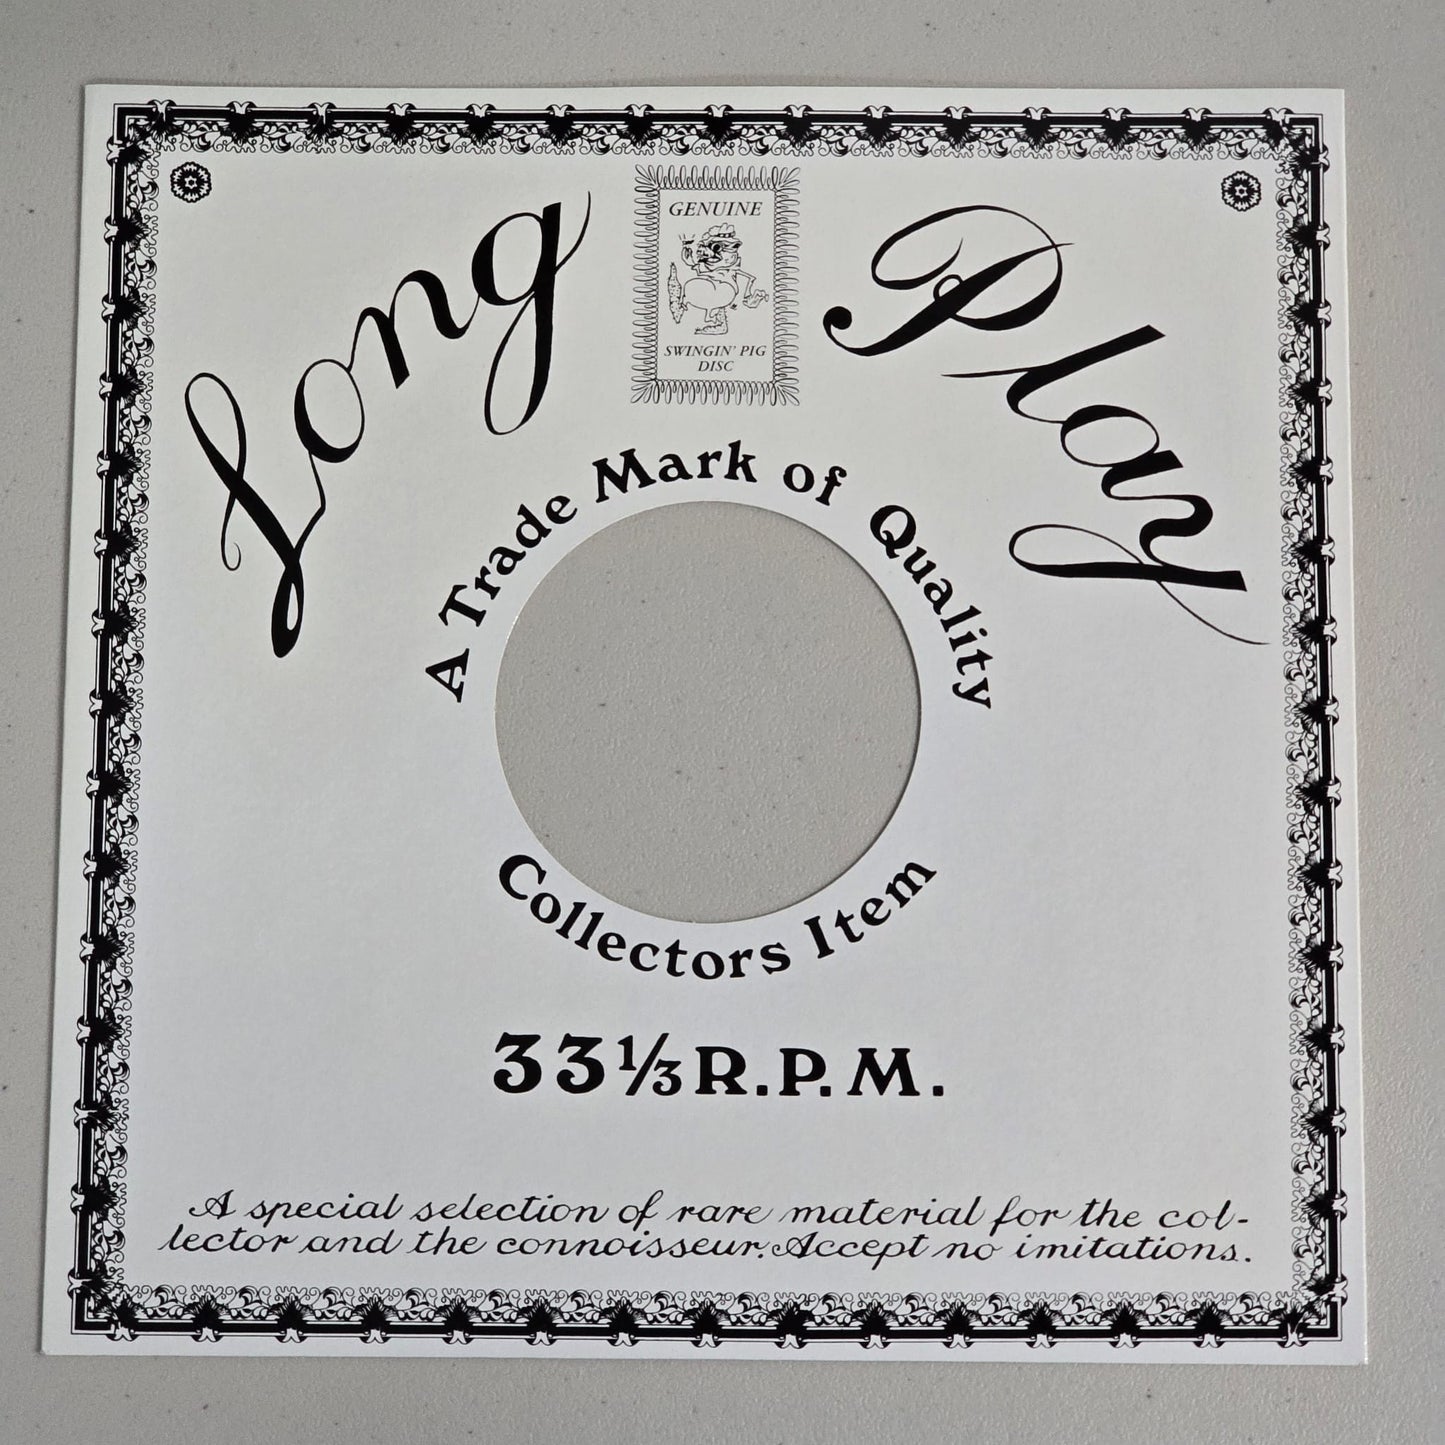 Long Play
GENUINE
SWINGIN' PIG
DISC
A Trade Mark of Quality
Collectors Item
33⅓ R.P.M.
A special selection of rare material for the col-
lector and the connoisseur. Accept no imitations.